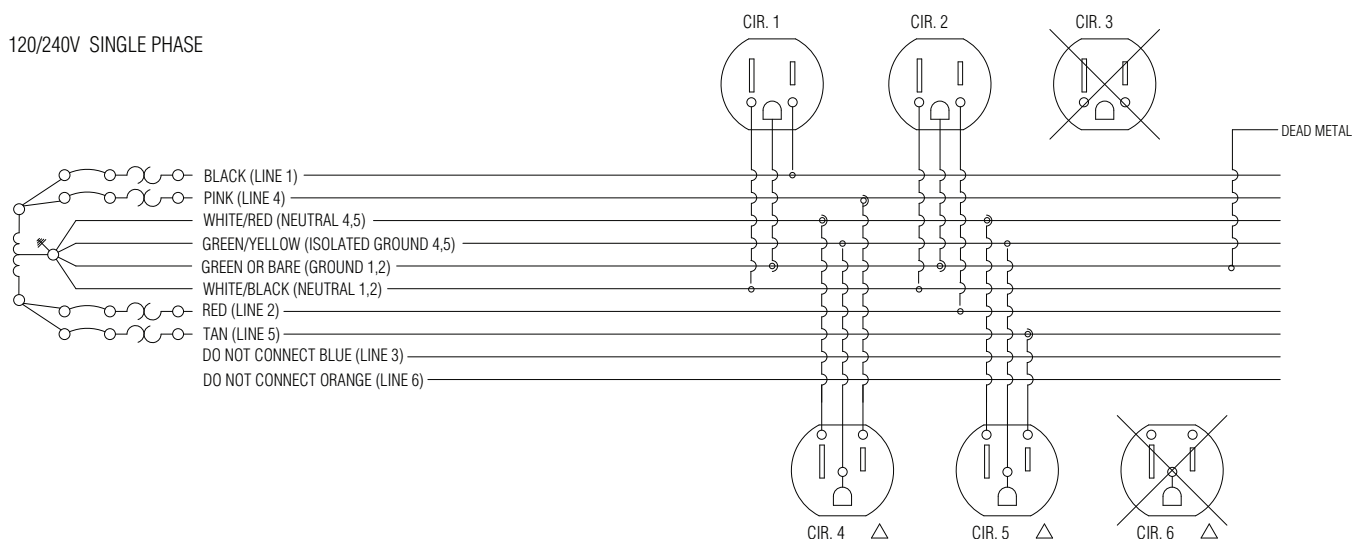 CIR. 1
CIR. 2
CIR. 3
120/240V SINGLE PHASE
DEAD METAL
BLACK (LINE 1)
PINK (LINE 4)
WHITE/RED (NEUTRAL 4,5)
GREEN/YELLOW (ISOLATED GROUND 4,5)
GREEN OR BARE (GROUND 1,2)
WHITE/BLACK (NEUTRAL 1,2)
RED (LINE 2)
TAN (LINE 5)
DO NOT CONNECT BLUE (LINE 3)
DO NOT CONNECT ORANGE (LINE 6)
CIR. 4
CIR. 5
CIR. 6